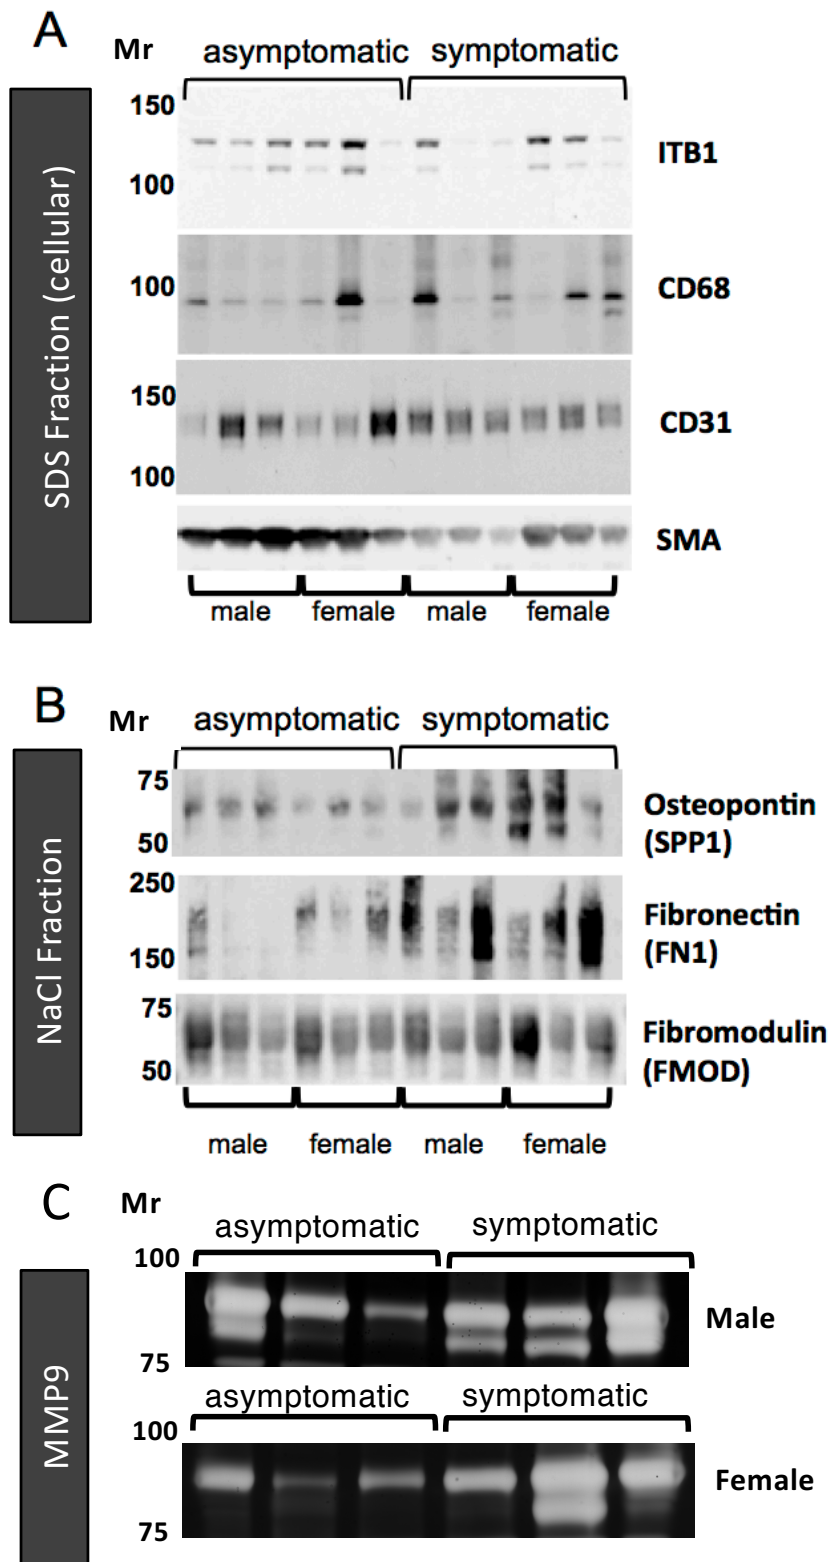 A
Mr
asymptomatic symptomatic
SDS Fraction (cellular)
150
100
ITB1
100
CD68
150
100
CD31
SMA
male female male female
B
Mr
asymptomatic symptomatic
NaCl Fraction
75
50
Osteopontin
(SPP1)
250
150
Fibronectin
(FN1)
75
50
Fibromodulin
(FMOD)
male female male female
C
Mr
asymptomatic symptomatic
MMP9
100
75
Male
asymptomatic symptomatic
100
75
Female